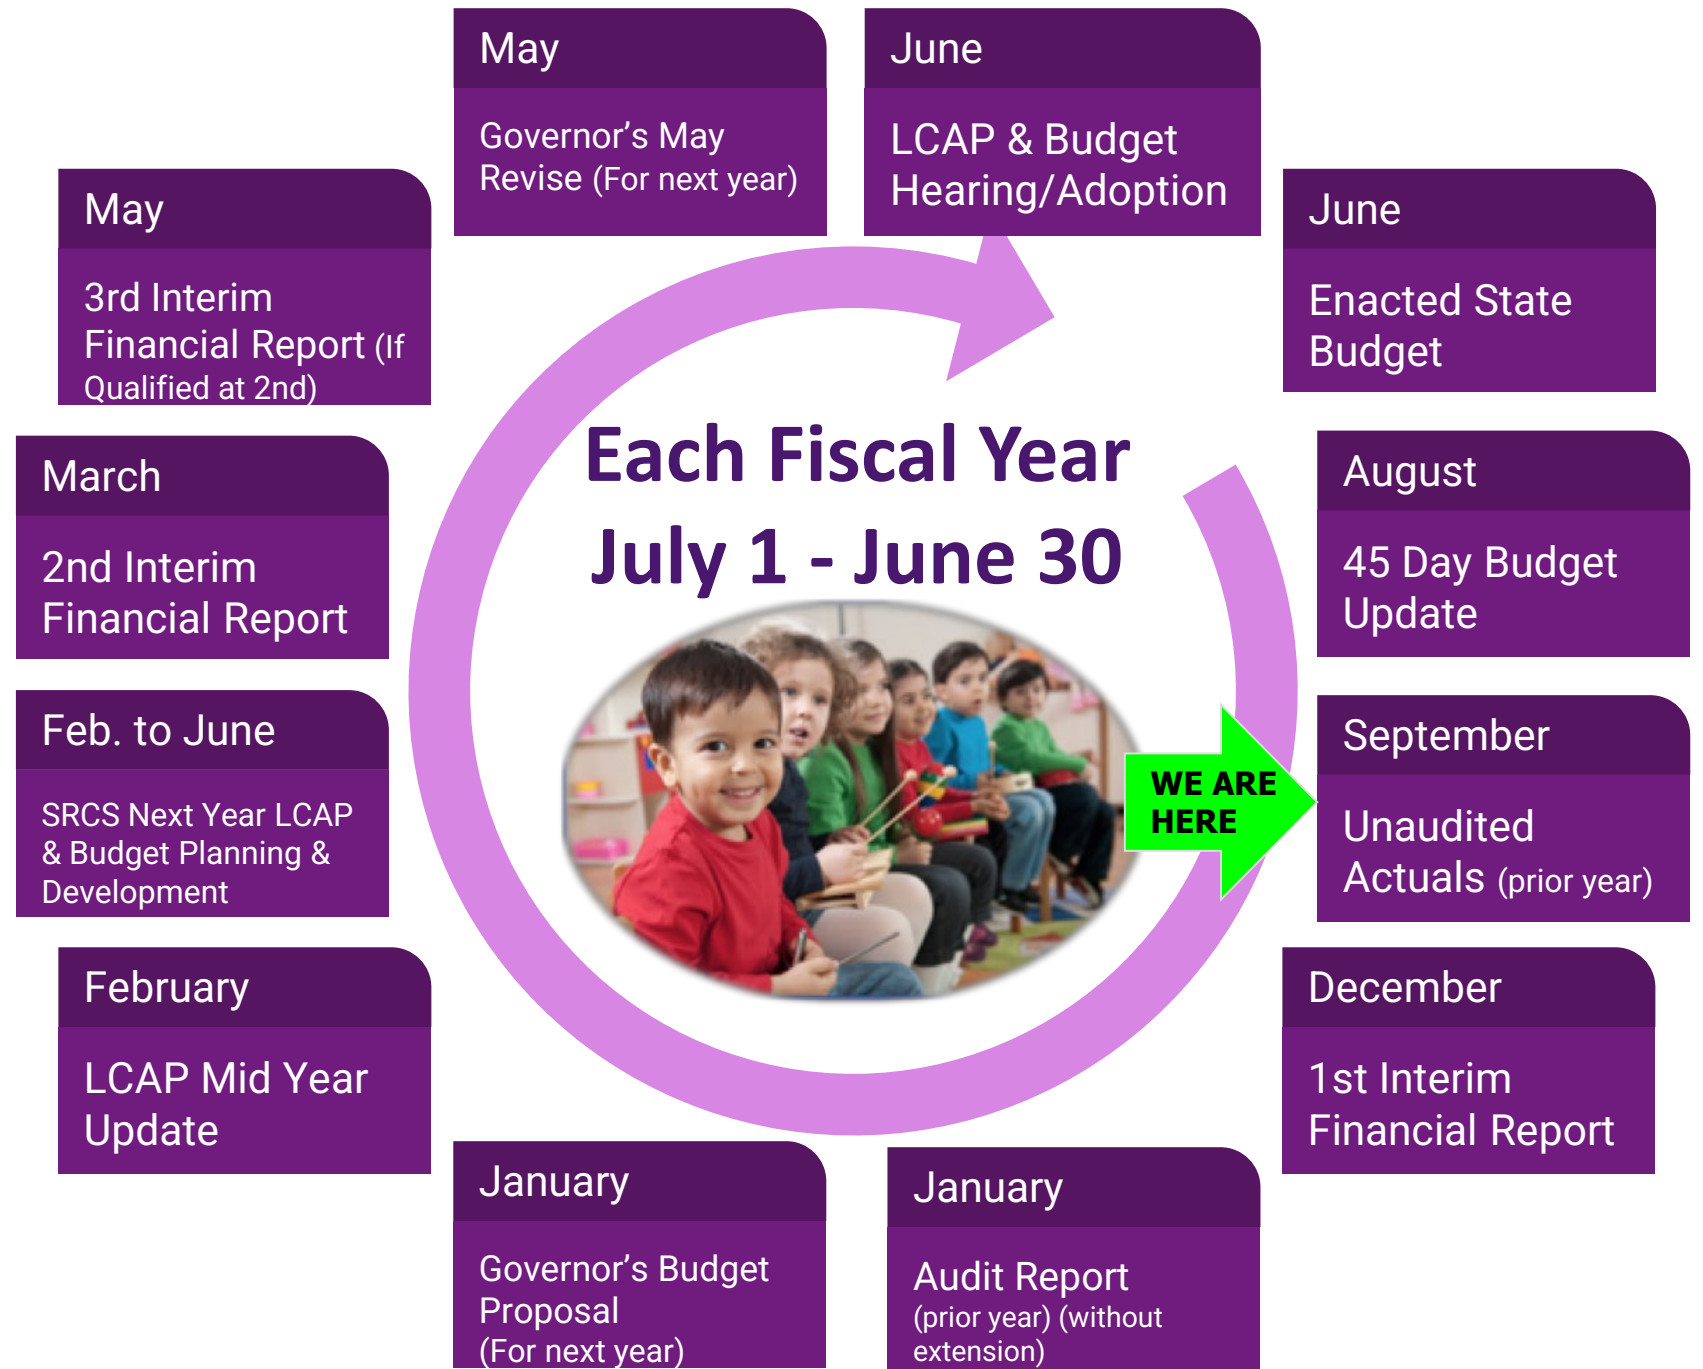 May
Governor’s May
Revise (For next year)
June
LCAP & Budget
Hearing/Adoption
June
Enacted State
Budget
August
45 Day Budget
Update
September
Unaudited
Actuals (prior year)
December
1st Interim
Financial Report
January
Audit Report
(prior year) (without
extension)
January
Governor’s Budget
Proposal
(For next year)
February
LCAP Mid Year
Update
Feb. to June
SRCS Next Year LCAP
& Budget Planning &
Development
March
2nd Interim
Financial Report
May
3rd Interim
Financial Report (If
Qualified at 2nd)
Each Fiscal Year
July 1 - June 30
WE ARE
HERE